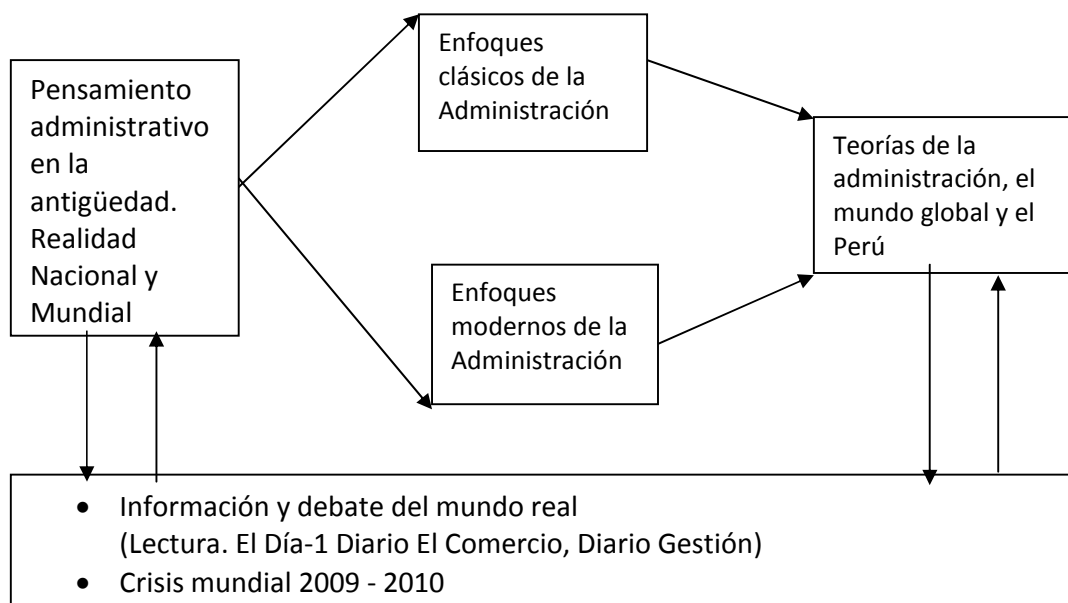 Pensamiento
administrativo
en la
antigüedad.
Realidad
Nacional y
Mundial
Enfoques
clásicos de la
Administración
Enfoques
modernos de la
Administración
Teorías de la
administración, el
mundo global y el
Perú
• Información y debate del mundo real
(Lectura. El Día-1 Diario El Comercio, Diario Gestión)
• Crisis mundial 2009 - 2010